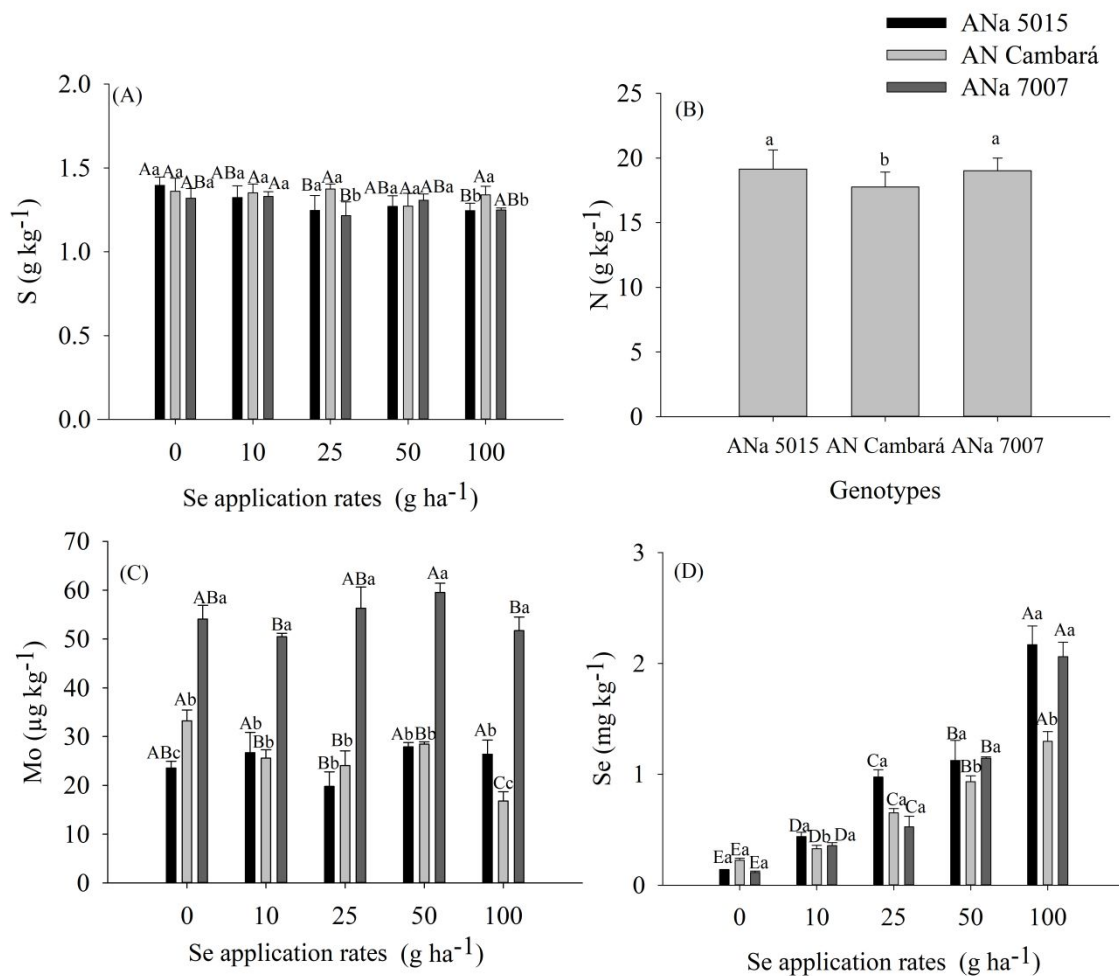 ANa 5015
AN Cambará
ANa 7007
(A)
2.0
1.5
1.0
0.5
0.0
S (g kg-1)
Aa Aa ABa
ABa Aa Aa
Ba Aa Bb
ABa Aa ABa
Bb Aa ABb
0 10 25 50 100
Se application rates (g ha-1)
(B)
25
20
15
10
5
0
N (g kg-1)
a b a
ANa 5015 AN Cambará ANa 7007
Genotypes
(C)
70
60
50
40
30
20
10
0
Mo (µg kg-1)
ABc Ab ABa
Ab Bb Ba
Bb Bb ABa
Ab Bb Aa
Ab Cc Ba
0 10 25 50 100
Se application rates (g ha-1)
(D)
3
2
1
0
Se (mg kg-1)
Ea Ea Ea
Da Db Da
Ca Ca Ca
Ba Bb Ba
Aa Ab Aa
0 10 25 50 100
Se application rates (g ha-1)